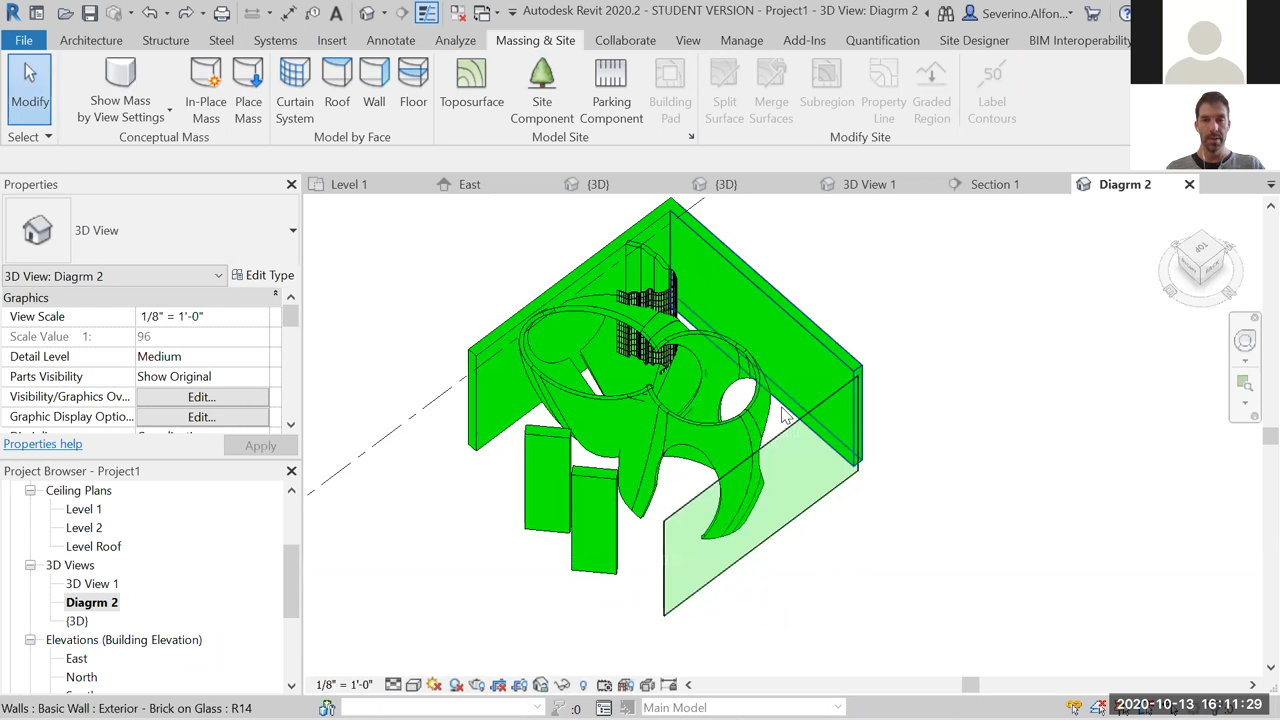 Autodesk Revit 2020.2 - STUDENT VERSION - Project1 - 3D View: Diagrm 2
Severino.Alfon...
File Architecture Structure Steel Systems Insert Annotate Analyze Massing & Site Collaborate View Manage Add-Ins Quantification Site Designer BIM Interoperability
Modify
Show Mass
by View Settings
In-Place
Mass
Place
Mass
Curtain
System
Roof
Wall
Floor
Toposurface
Site
Component
Parking
Component
Building
Pad
Split
Surface
Merge
Surfaces
Subregion
Property
Line
Graded
Region
50
Label
Contours
Select
Conceptual Mass
Model by Face
Model Site
Modify Site
Properties
Level 1
East
{3D}
{3D}
3D View 1
Section 1
Diagrm 2
3D View
3D View: Diagrm 2
Edit Type
Graphics
View Scale 1/8" = 1'-0"
Scale Value 1: 96
Detail Level Medium
Parts Visibility Show Original
Visibility/Graphics Ov... Edit...
Graphic Display Optio... Edit...
Properties help
Apply
TOP
Project Browser - Project1
Ceiling Plans
Level 1
Level 2
Level Roof
3D Views
3D View 1
Diagrm 2
{3D}
Elevations (Building Elevation)
East
North
1/8" = 1'-0"
Walls : Basic Wall : Exterior - Brick on Glass : R14
:0
Main Model
2020-10-13 16:11:29